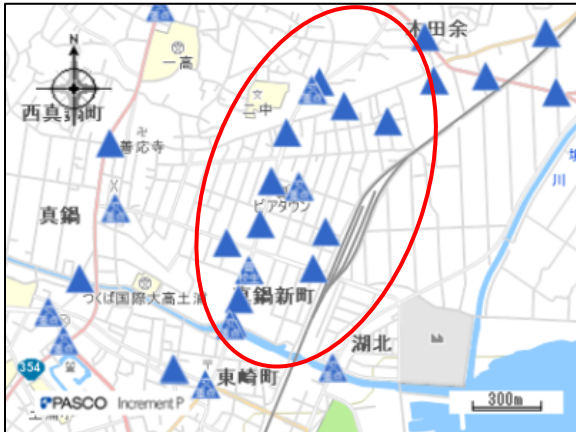 木田余
一高
N
二中
西真鍋町
善応寺
川
真鍋
ピアタウン
つくば国際大高土浦
真鍋新町
湖北
354
東崎町
PASCO Increment P
300m